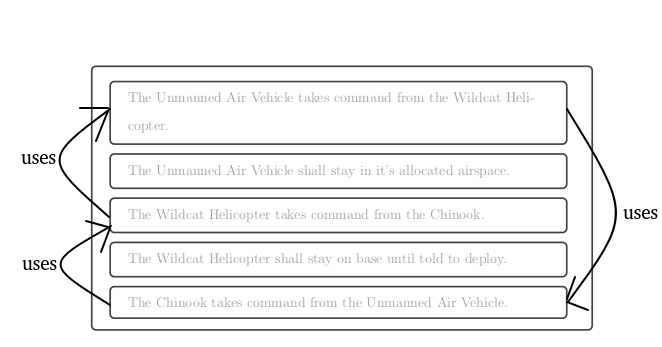 The Unmanned Air Vehicle takes command from the Wildcat Heli-
copter.
uses
The Unmanned Air Vehicle shall stay in it's allocated airspace.
The Wildcat Helicopter takes command from the Chinook.
uses
The Wildcat Helicopter shall stay on base until told to deploy.
uses
The Chinook takes command from the Unmanned Air Vehicle.